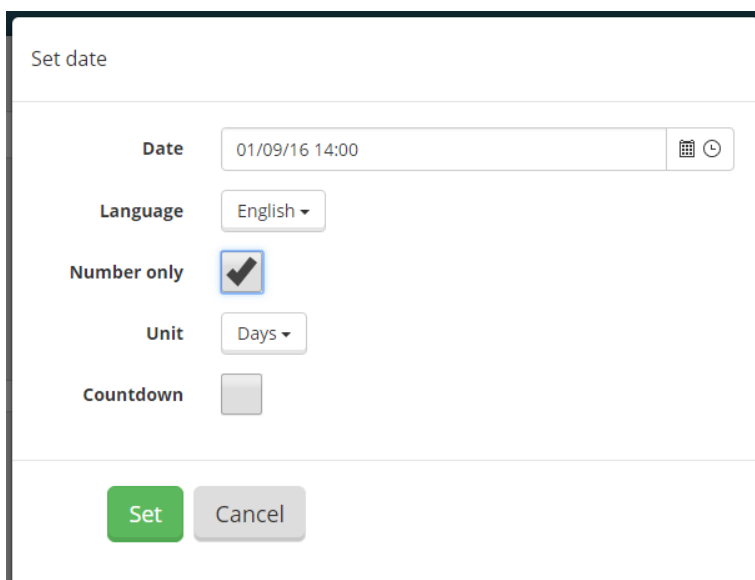 Set date
Date 01/09/16 14:00
Language English
Number only
Unit Days
Countdown
Set Cancel